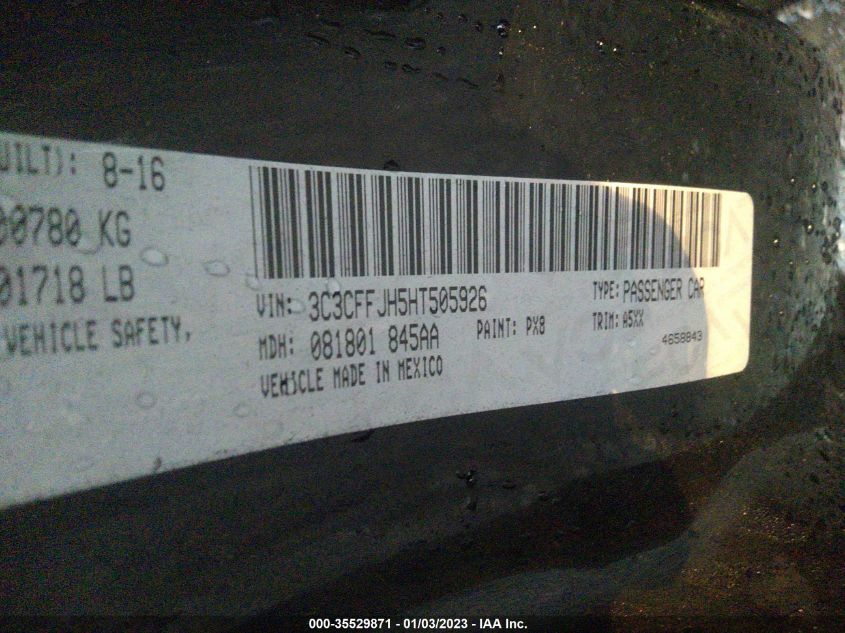 UILT): 8-16
00780 KG
01718 LB
VEHICLE SAFETY,
VIN: 3C3CFFJH5HT505926
TYPE: PASSENGER CAR
MDH: 081801 845AA
PAINT: PX8
TRIM: A5XX
VEHICLE MADE IN MEXICO
4658843
000-35529871 - 01/03/2023 - IAA Inc.